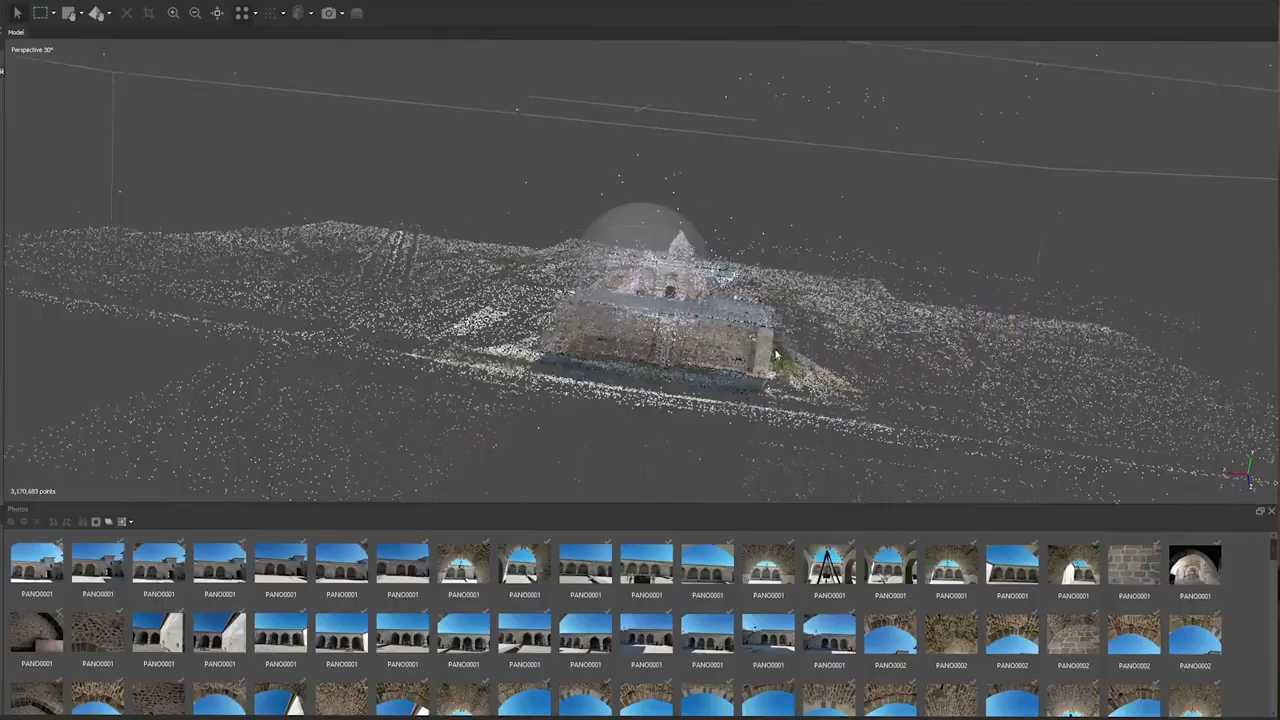 Model
Perspective 30°
3,170,683 points
Photos
PANO0001 PANO0001 PANO0001 PANO0001 PANO0001 PANO0001 PANO0001 PANO0001 PANO0001 PANO0001 PANO0001 PANO0001 PANO0001 PANO0001 PANO0001 PANO0001 PANO0001 PANO0001 PANO0001 PANO0001
PANO0001 PANO0001 PANO0001 PANO0001 PANO0001 PANO0001 PANO0001 PANO0001 PANO0001 PANO0001 PANO0001 PANO0001 PANO0001 PANO0001 PANO0002 PANO0002 PANO0002 PANO0002 PANO0002 PANO0002